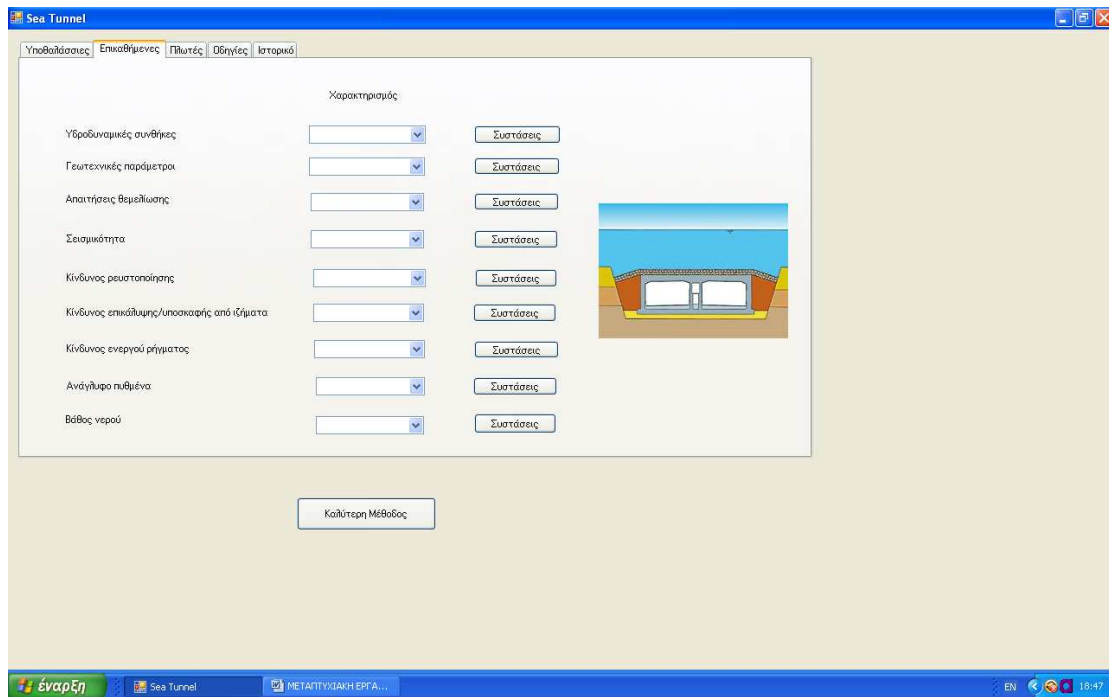 Sea Tunnel
Υποθαλάσσιες Επικαθήμενες Πλωτές Οδηγίες Ιστορικό
Χαρακτηρισμός
Υδροδυναμικές συνθήκες Συστάσεις
Γεωτεχνικές παράμετροι Συστάσεις
Απαιτήσεις θεμελίωσης Συστάσεις
Σεισμικότητα Συστάσεις
Κίνδυνος ρευστοποίησης Συστάσεις
Κίνδυνος επικάλυψης/υποσκαφής από ιζήματα Συστάσεις
Κίνδυνος ενεργού ρήγματος Συστάσεις
Ανάγλυφο πυθμένα Συστάσεις
Βάθος νερού Συστάσεις
Καλύτερη Μέθοδος
έναρξη Sea Tunnel ΜΕΤΑΠΤΥΧΙΑΚΗ ΕΡΓΑ... EN 16:47